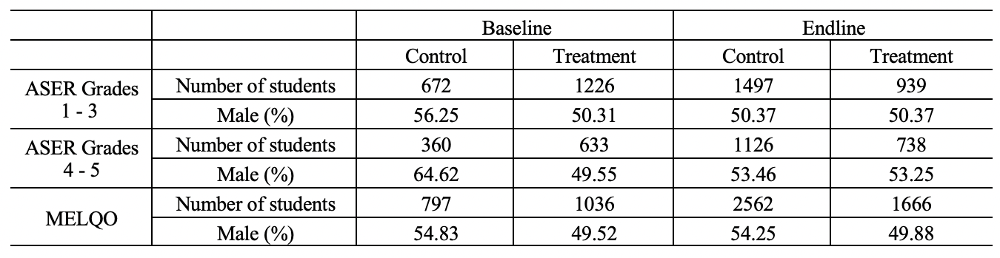 Baseline Endline
Control Treatment Control Treatment
ASER Grades 1 - 3 Number of students 672 1226 1497 939
Male (%) 56.25 50.31 50.37 50.37
ASER Grades 4 - 5 Number of students 360 633 1126 738
Male (%) 64.62 49.55 53.46 53.25
MELQO Number of students 797 1036 2562 1666
Male (%) 54.83 49.52 54.25 49.88